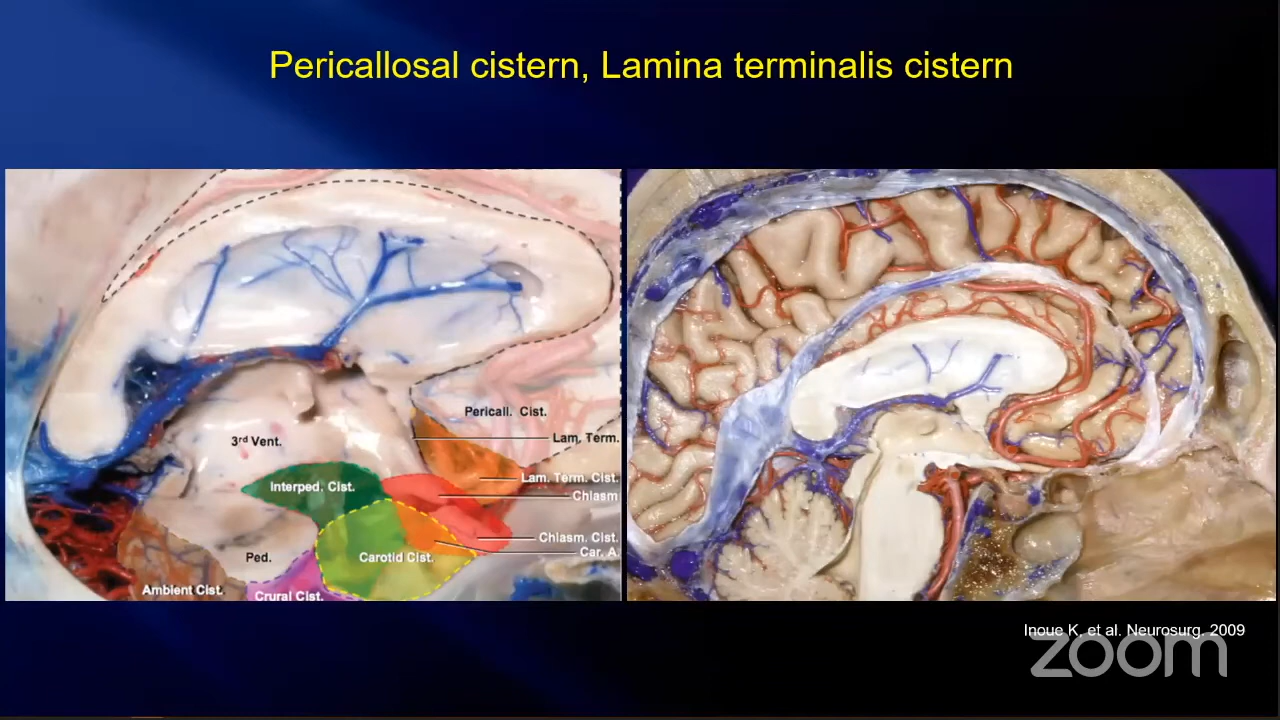 Pericallosal cistern, Lamina terminalis cistern
Pericall. Cist.
3rd Vent.
Lam. Term.
Lam. Term. Cist.
Interped. Cist.
Chiasm
Chiasm. Cist.
Car. A.
Ped.
Carotid Cist.
Ambient Cist.
Crural Cist.
Inoue K, et al. Neurosurg. 2009
zoom